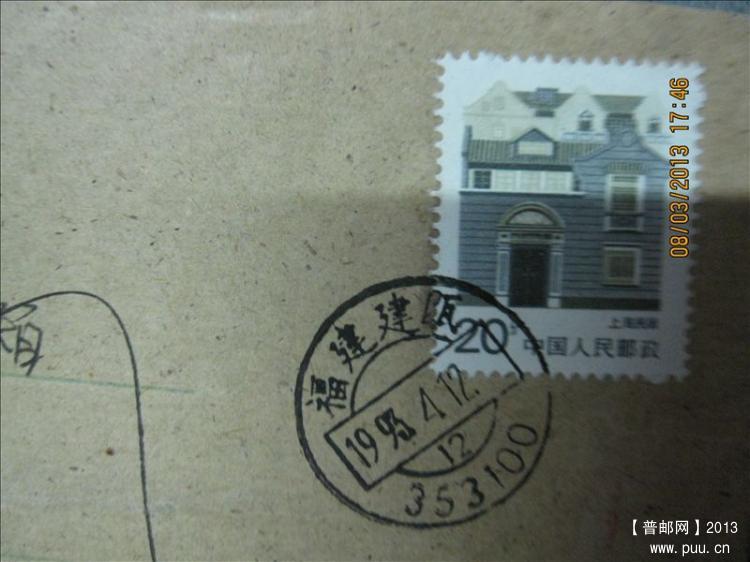 08/03/2013 17:46
上海民居
20分
中国人民邮政
福建建瓯
1993.4.12.
12
353100
【普邮网】2013
www.puu.cn